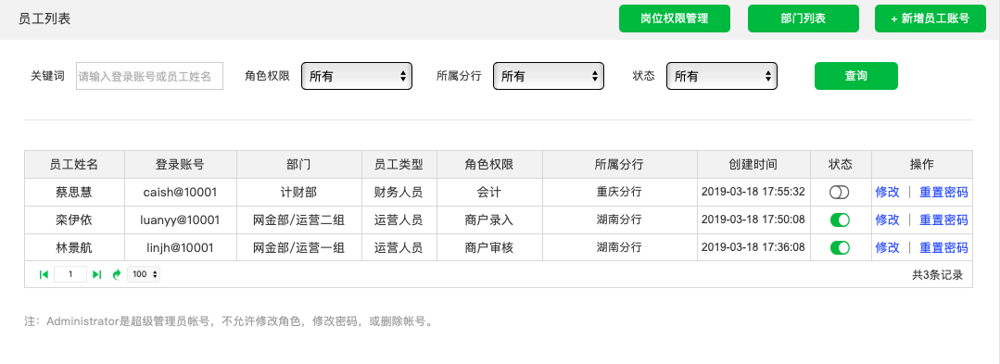 员工列表 岗位权限管理 部门列表 + 新增员工账号
关键词 请输入登录账号或员工姓名 角色权限 所有 所属分行 所有 状态 所有 查询
员工姓名 登录账号 部门 员工类型 角色权限 所属分行 创建时间 状态 操作
蔡思慧 caish@10001 计财部 财务人员 会计 重庆分行 2019-03-18 17:55:32 修改 | 重置密码
栾伊依 luanyy@10001 网金部/运营二组 运营人员 商户录入 湖南分行 2019-03-18 17:50:08 修改 | 重置密码
林景航 linjh@10001 网金部/运营一组 运营人员 商户审核 湖南分行 2019-03-18 17:36:08 修改 | 重置密码
1 100 共3条记录
注：Administrator是超级管理员帐号，不允许修改角色，修改密码，或删除帐号。